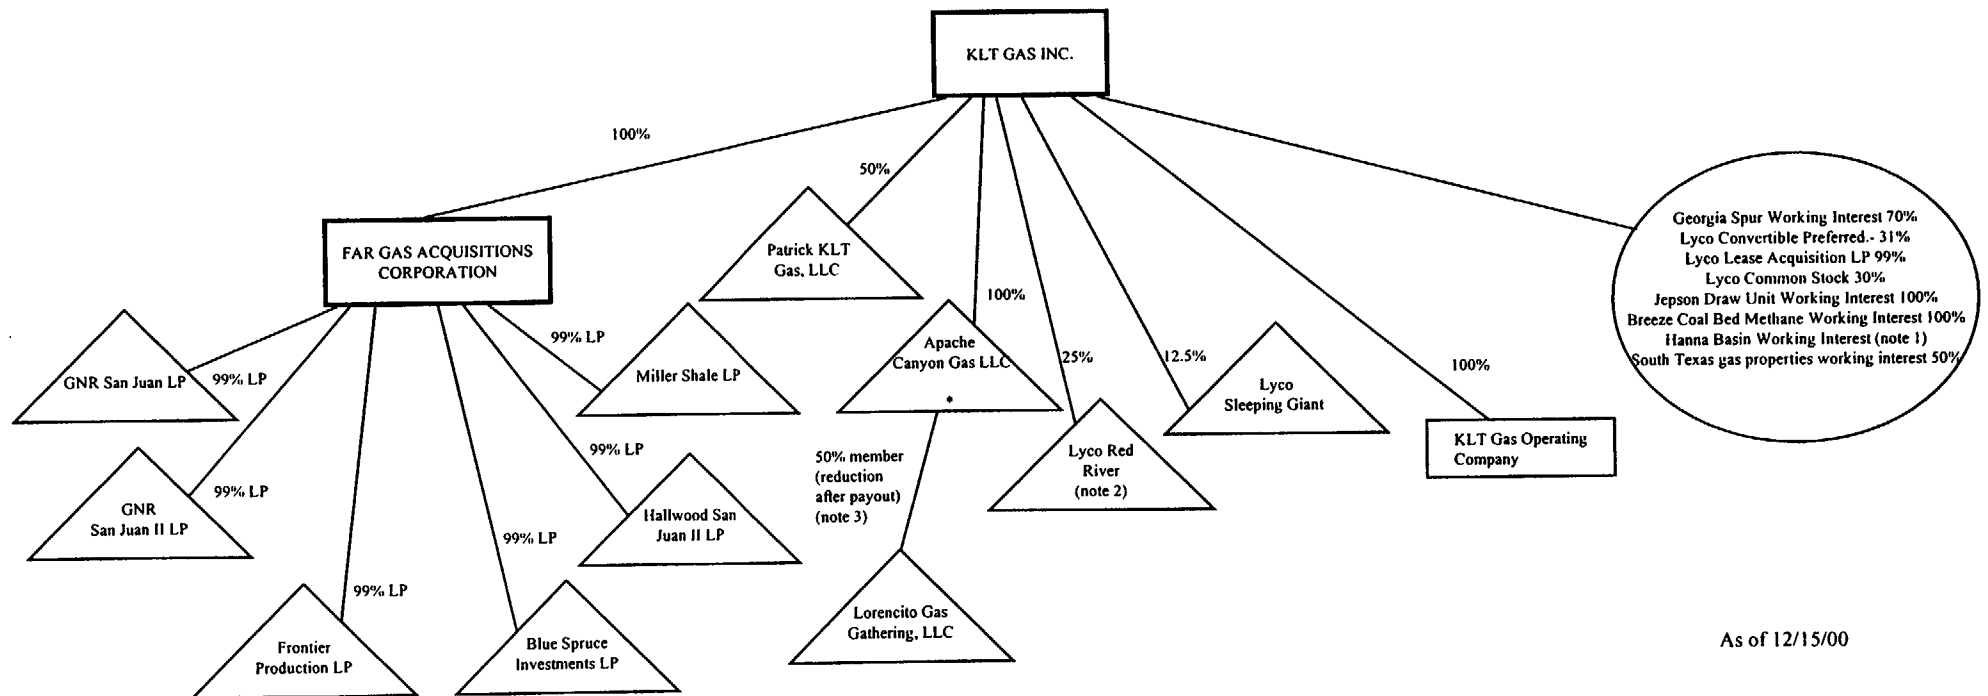 KLT GAS INC.
100%
50%
100%
25%
12.5%
100%
FAR GAS ACQUISITIONS
CORPORATION
Patrick KLT
Gas, LLC
Georgia Spur Working Interest 70%
Lyco Convertible Preferred.- 31%
Lyco Lease Acquisition LP 99%
Lyco Common Stock 30%
Jepson Draw Unit Working Interest 100%
Breeze Coal Bed Methane Working Interest 100%
Hanna Basin Working Interest (note 1)
South Texas gas properties working interest 50%
99% LP
99% LP
99% LP
99% LP
99% LP
99% LP
GNR San Juan LP
Miller Shale LP
Apache
Canyon Gas LLC
*
Lyco
Sleeping Giant
KLT Gas Operating
Company
GNR
San Juan II LP
Hallwood San
Juan II LP
50% member
(reduction
after payout)
(note 3)
Lyco Red
River
(note 2)
Frontier
Production LP
Blue Spruce
Investments LP
Lorencito Gas
Gathering, LLC
As of 12/15/00